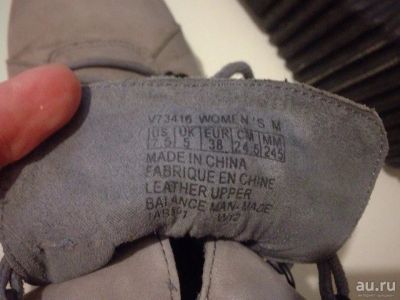 V73416 WOMEN'S M
US UK EUR CM MM
7.5 5 38 24.5 245
MADE IN CHINA
FABRIQUE EN CHINE
LEATHER UPPER
BALANCE MAN-MADE
W12
au.ru